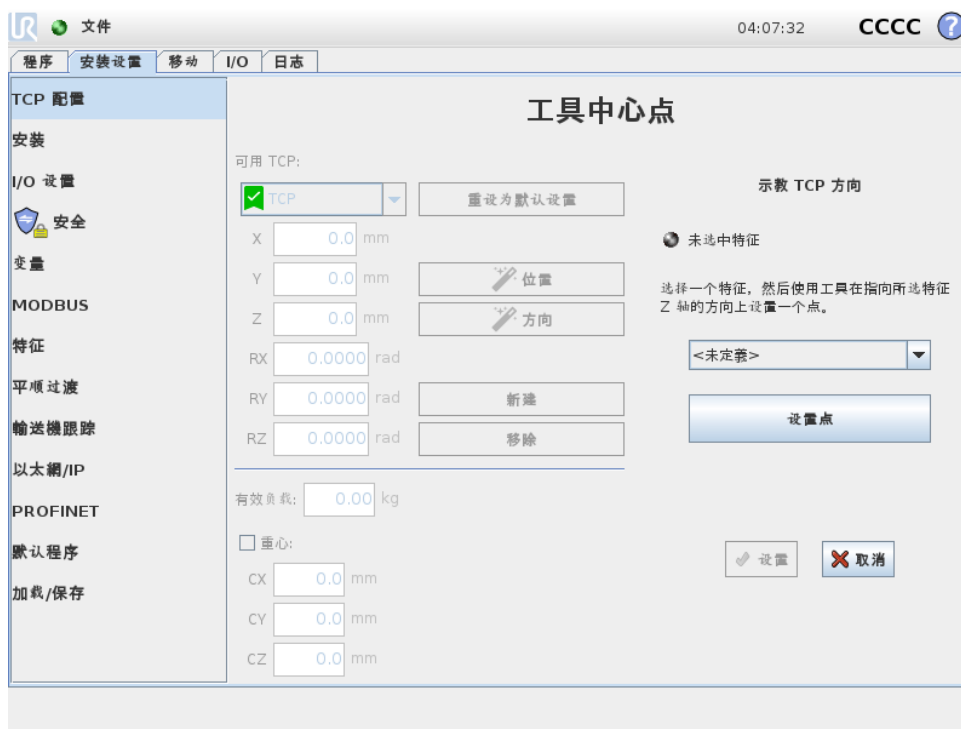 UR 文件 04:07:32 CCCC ?
程序 安装设置 移动 I/O 日志
TCP 配置
安装
I/O 设置
安全
变量
MODBUS
特征
平顺过渡
輸送機跟踪
以太網/IP
PROFINET
默认程序
加载/保存
工具中心点
可用 TCP:
TCP 重设为默认设置
X 0.0 mm
Y 0.0 mm 位置
Z 0.0 mm 方向
RX 0.0000 rad
RY 0.0000 rad 新建
RZ 0.0000 rad 移除
有效负载: 0.00 kg
重心:
CX 0.0 mm
CY 0.0 mm
CZ 0.0 mm
示教 TCP 方向
未选中特征
选择一个特征，然后使用工具在指向所选特征
Z 轴的方向上设置一个点。
<未定義>
设置点
设置 取消